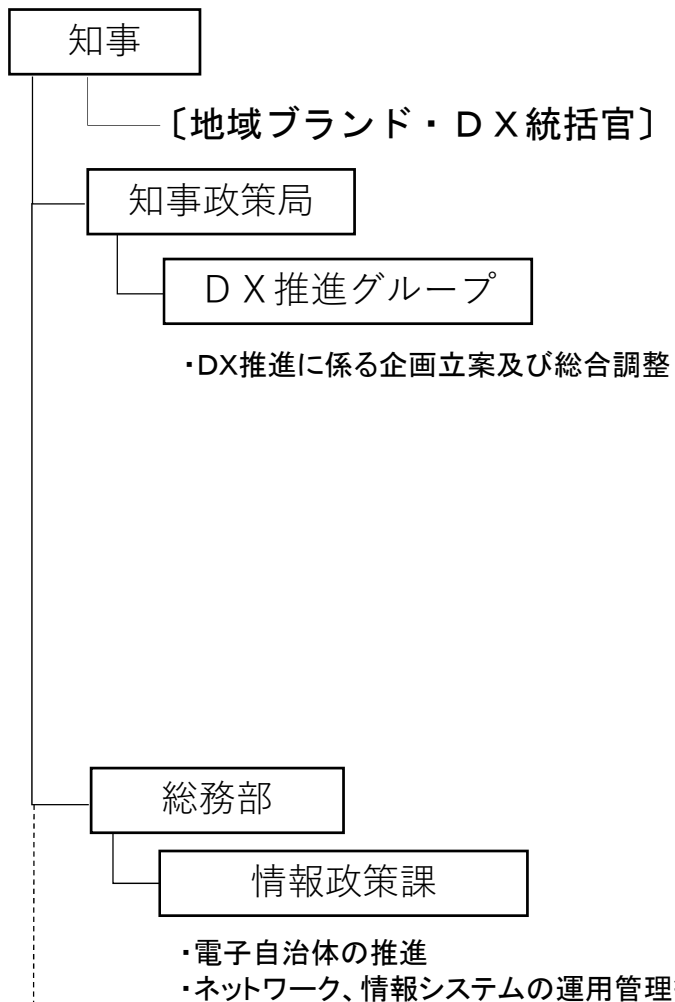 知事
〔地域ブランド・ＤＸ統括官〕
知事政策局
ＤＸ推進グループ
・DX推進に係る企画立案及び総合調整
総務部
情報政策課
・電子自治体の推進
・ネットワーク、情報システムの運用管理